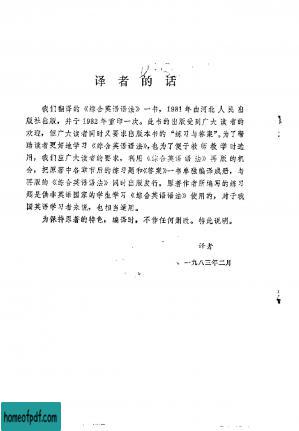 译者的话
我们翻译的《综合英语语法》一书，1981年由河北人民出
版社出版，并于1982年重印一次。此书的出版受到广大读者的
欢迎，但广大读者同时又要求出版本书的“练习与答案”。为了帮
助读者更好地学习《综合英语语法》，也为了便于教师教学时选
用，我们应广大读者的要求，利用《综合英语语法》再版的机
会，把原著中各章节后的练习题和《答案》一书单独编译成册，与
再版的《综合英语语法》同时出版发行。原著作者所编写的练习
题是供非英语国家的学生学习《综合英语语法》使用的，对于我
国英语学习者来说，也相当适用。
为保持原著的特色，编译时，不作任何删改。特此说明。
译者
一九八三年二月
homeofpdf.com